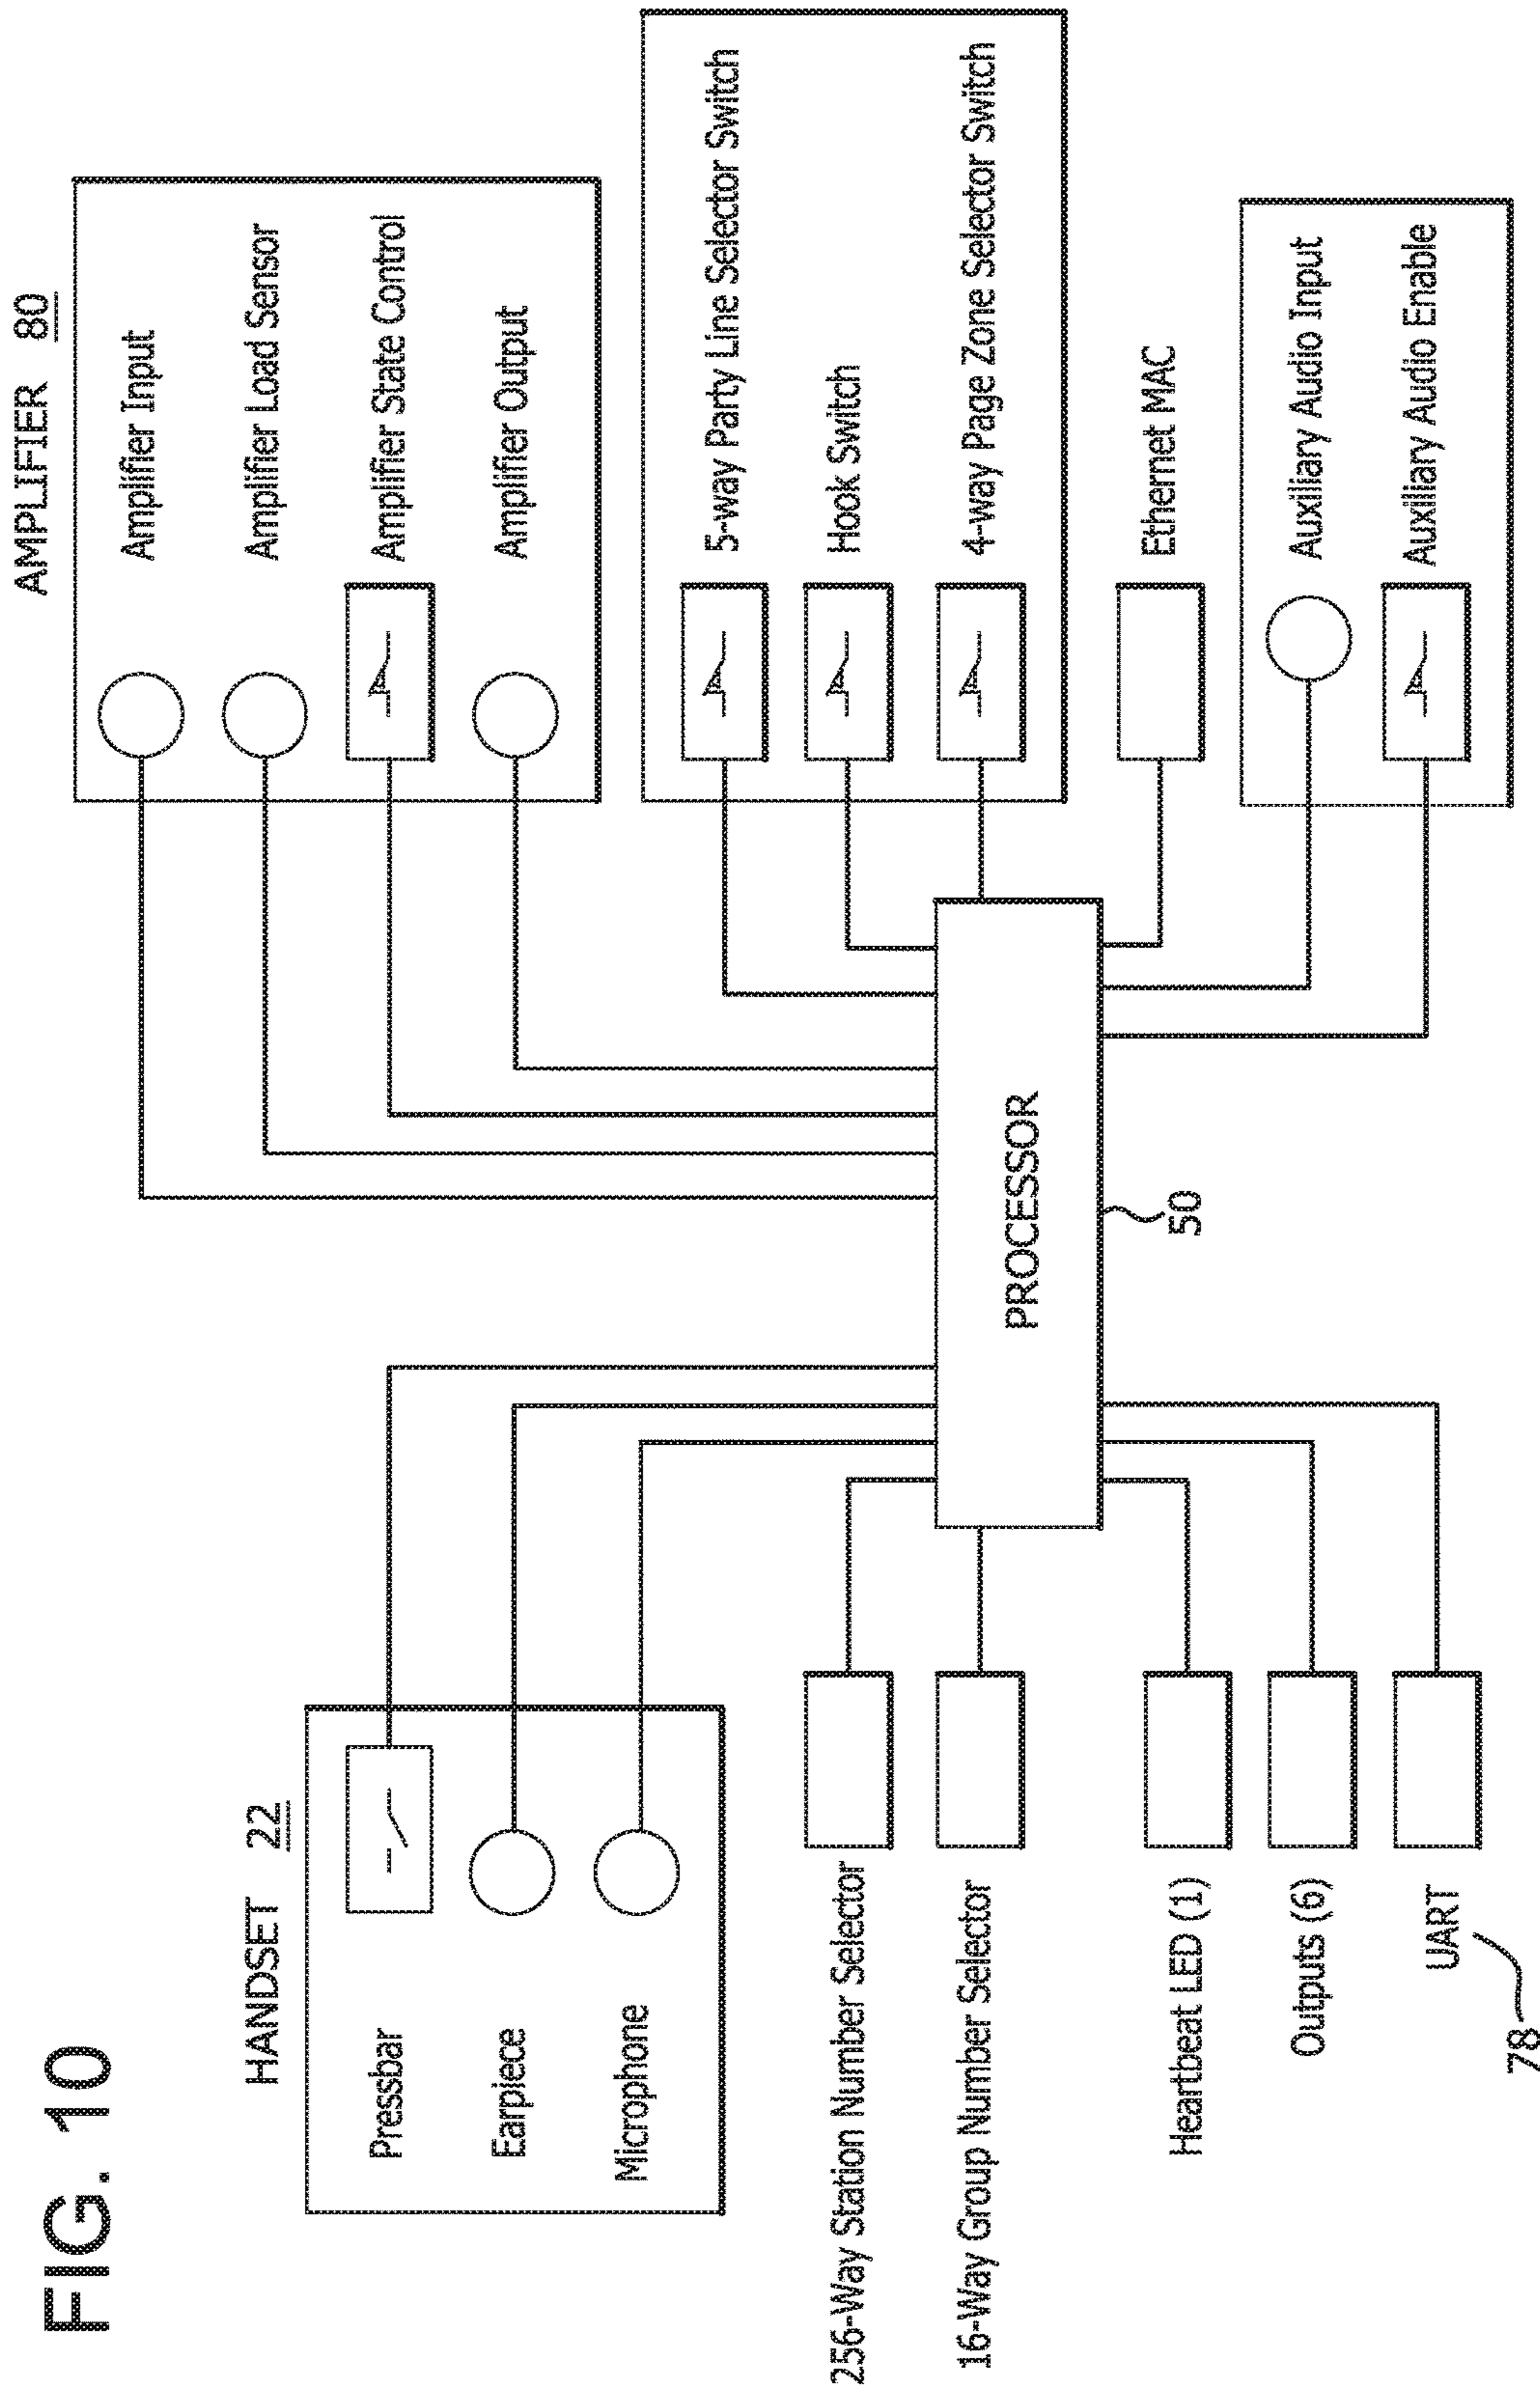 FIG. 10
HANDSET 22
Pressbar
Earpiece
Microphone
256-Way Station Number Selector
16-Way Group Number Selector
Heartbeat LED (1)
Outputs (6)
UART
78
PROCESSOR
50
AMPLIFIER 80
Amplifier Input
Amplifier Load Sensor
Amplifier State Control
Amplifier Output
5-way Party Line Selector Switch
Hook Switch
4-way Page Zone Selector Switch
Ethernet MAC
Auxiliary Audio Input
Auxiliary Audio Enable